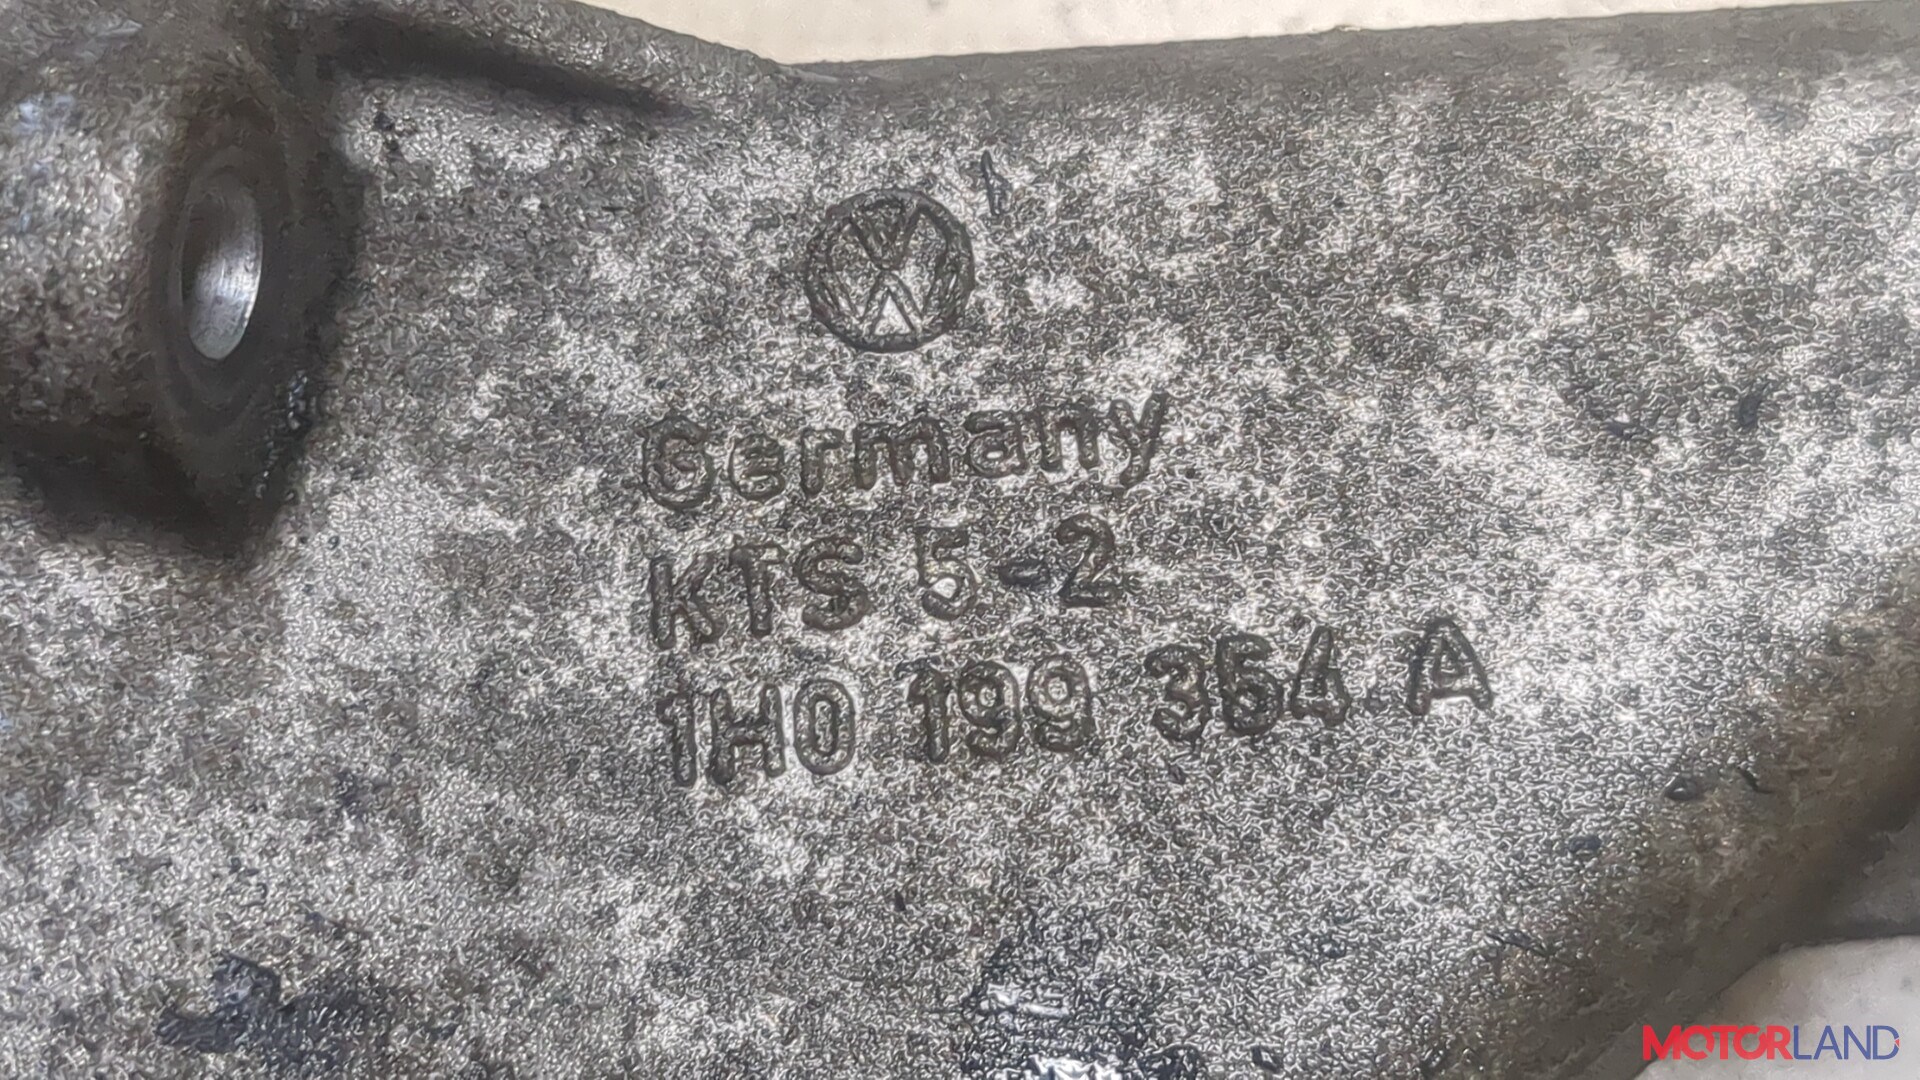 Germany
KTS 5-2
1H0 199 354 A
MOTORLAND